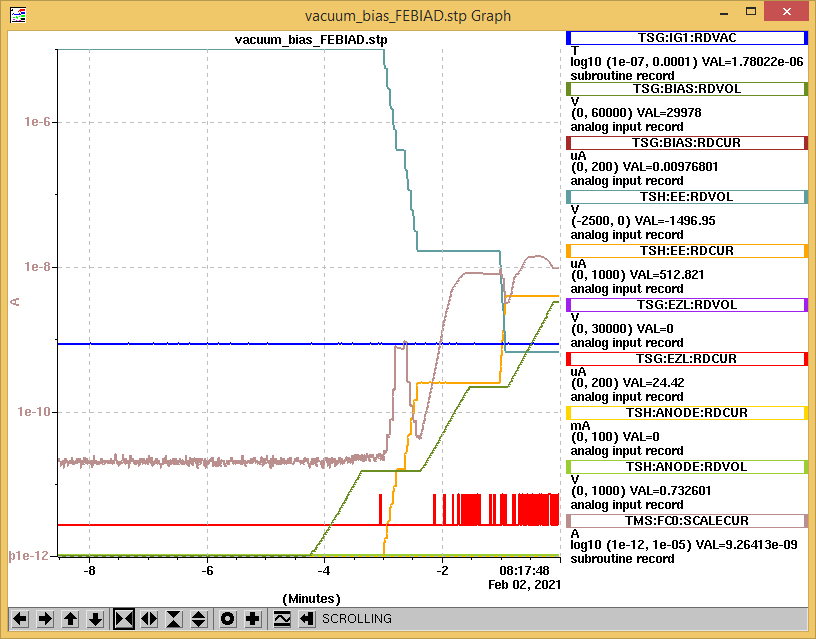 vacuum_bias_FEBIAD.stp Graph
vacuum_bias_FEBIAD.stp
1e-6
1e-8
A
1e-10
1e-12
-8
-6
-4
-2
08:17:48
Feb 02, 2021
(Minutes)
TSG:IG1:RDVAC
T
log10 (1e-07, 0.0001) VAL=1.78022e-06
subroutine record
TSG:BIAS:RDVOL
V
(0, 60000) VAL=29978
analog input record
TSG:BIAS:RDCUR
uA
(0, 200) VAL=0.00976801
analog input record
TSH:EE:RDVOL
V
(-2500, 0) VAL=-1496.95
analog input record
TSH:EE:RDCUR
uA
(0, 1000) VAL=512.821
analog input record
TSG:EZL:RDVOL
V
(0, 30000) VAL=0
analog input record
TSG:EZL:RDCUR
uA
(0, 200) VAL=24.42
analog input record
TSH:ANODE:RDCUR
mA
(0, 100) VAL=0
analog input record
TSH:ANODE:RDVOL
V
(0, 1000) VAL=0.732601
analog input record
TMS:FC0:SCALECUR
A
log10 (1e-12, 1e-05) VAL=9.26413e-09
subroutine record
SCROLLING